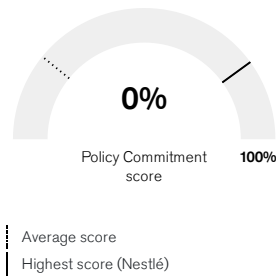 0%
Policy Commitment 100%
score
Average score
Highest score (Nestlé)